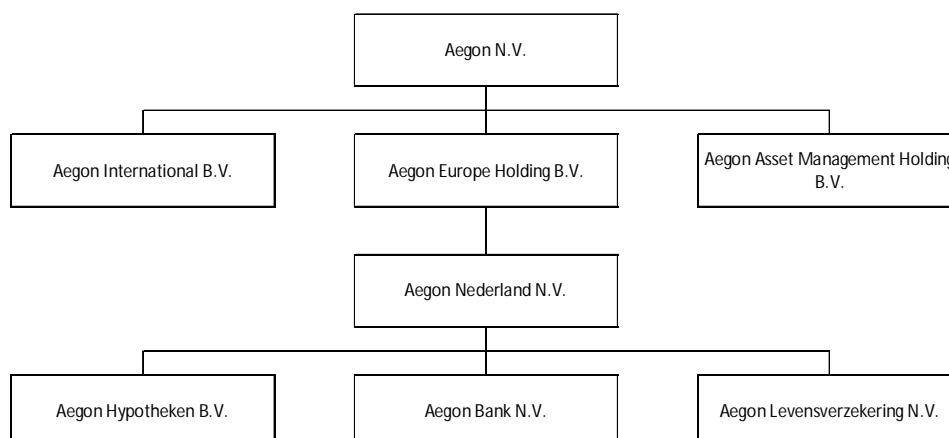 Aegon N.V.
Aegon International B.V.
Aegon Europe Holding B.V.
Aegon Asset Management Holding
B.V.
Aegon Nederland N.V.
Aegon Hypotheken B.V.
Aegon Bank N.V.
Aegon Levensverzekering N.V.